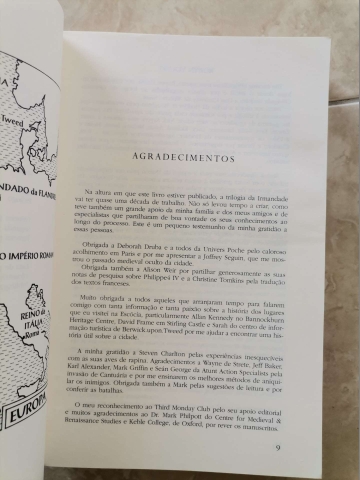 Tweed
NDADO da FLAND
O IMPÉRIO ROMAN
REINO da
ITÁLIA
Roma
EUROPA
AGRADECIMENTOS
Na altura em que este livro estiver publicado, a trilogia da Irmandade
vai ter quase uma década de trabalho. Não só levou tempo a criar, como
teve também um grande apoio da minha família e dos meus amigos e de
especialistas que partilharam de boa vontade os seus conhecimentos ao
longo do processo. Este é um pequeno testemunho da minha gratidão a
essas pessoas.
Obrigada a Deborah Druba e a todos da Univers Poche pelo caloroso
acolhimento em Paris e por me apresentar a Joffrey Seguin, que me mos-
trou o passado medieval oculto da cidade.
Obrigada também a Alison Weir por partilhar generosamente as suas
notas de pesquisa sobre Philippe IV e a Christine Tomkins pela tradução
dos textos franceses.
Muito obrigada a todos aqueles que arranjaram tempo para falarem
comigo com tanta informação e tanta paixão sobre a história dos lugares
que eu visitei na Escócia, particularmente Allan Kennedy no Bannockburn
Heritage Centre, David Frame em Stirling Castle e Sarah do centro de infor-
mação turística de Berwick upon Tweed por me ajudar a encontrar uma his-
tória útil sobre a cidade.
A minha gratidão a Steven Charlton pelas experiências inesquecíveis
com as suas aves de rapina. Agradecimentos a Wayne de Strete, Jeff Baker,
Karl Alexander, Mark Griffin e Seán George da Atunt Action Specialists pela
invasão de Cantuária e por me ensinarem os melhores métodos de aniqui-
lar os inimigos. Obrigada também a Mark pelas sugestões de leitura e por
conferir as batalhas.
O meu reconhecimento ao Third Monday Club pelo seu apoio editorial
e muitos agradecimentos ao Dr. Mark Philpott do Centre for Medieval &
Renaissance Studies e Keble College, de Oxford, por rever os manuscritos.
9